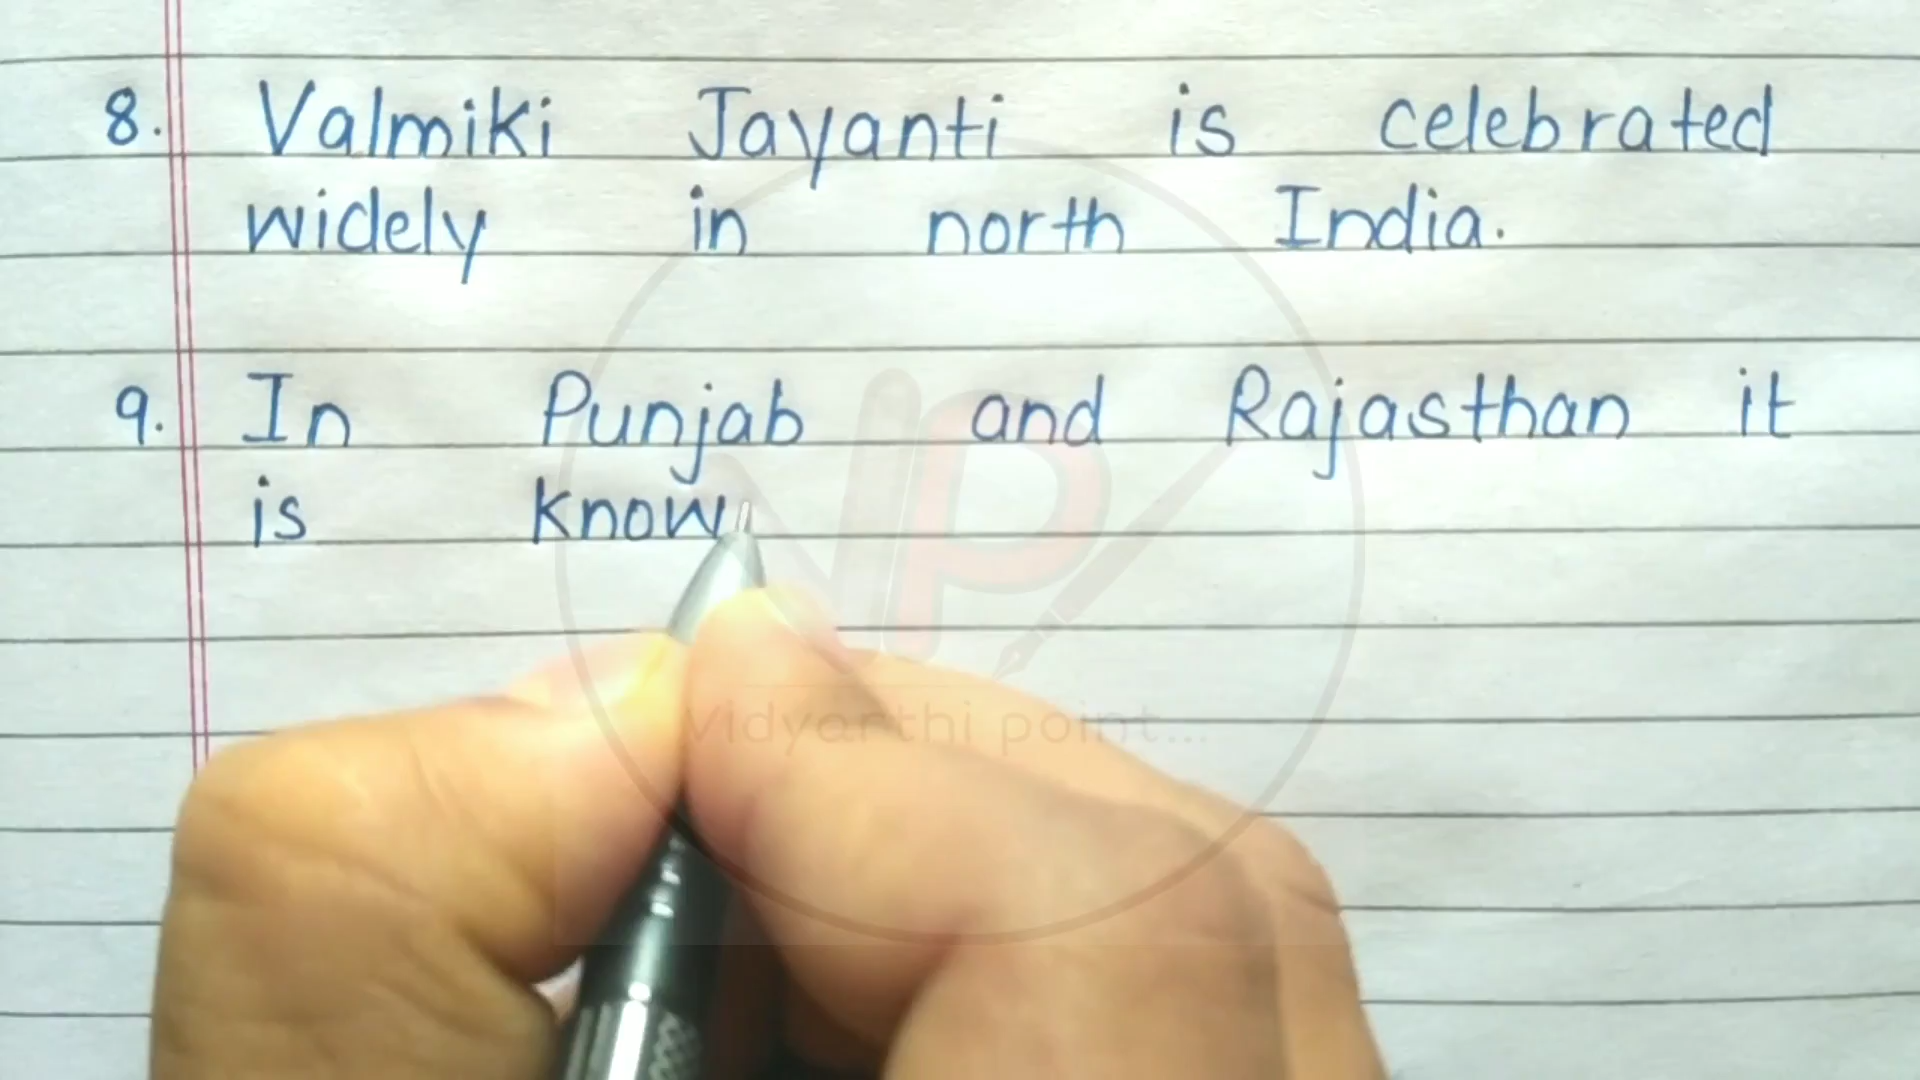 8. Valmiki Jayanti is celebrated
widely in north India.
9. In Punjab and Rajasthan it
is know
VP
Vidyarthi point...